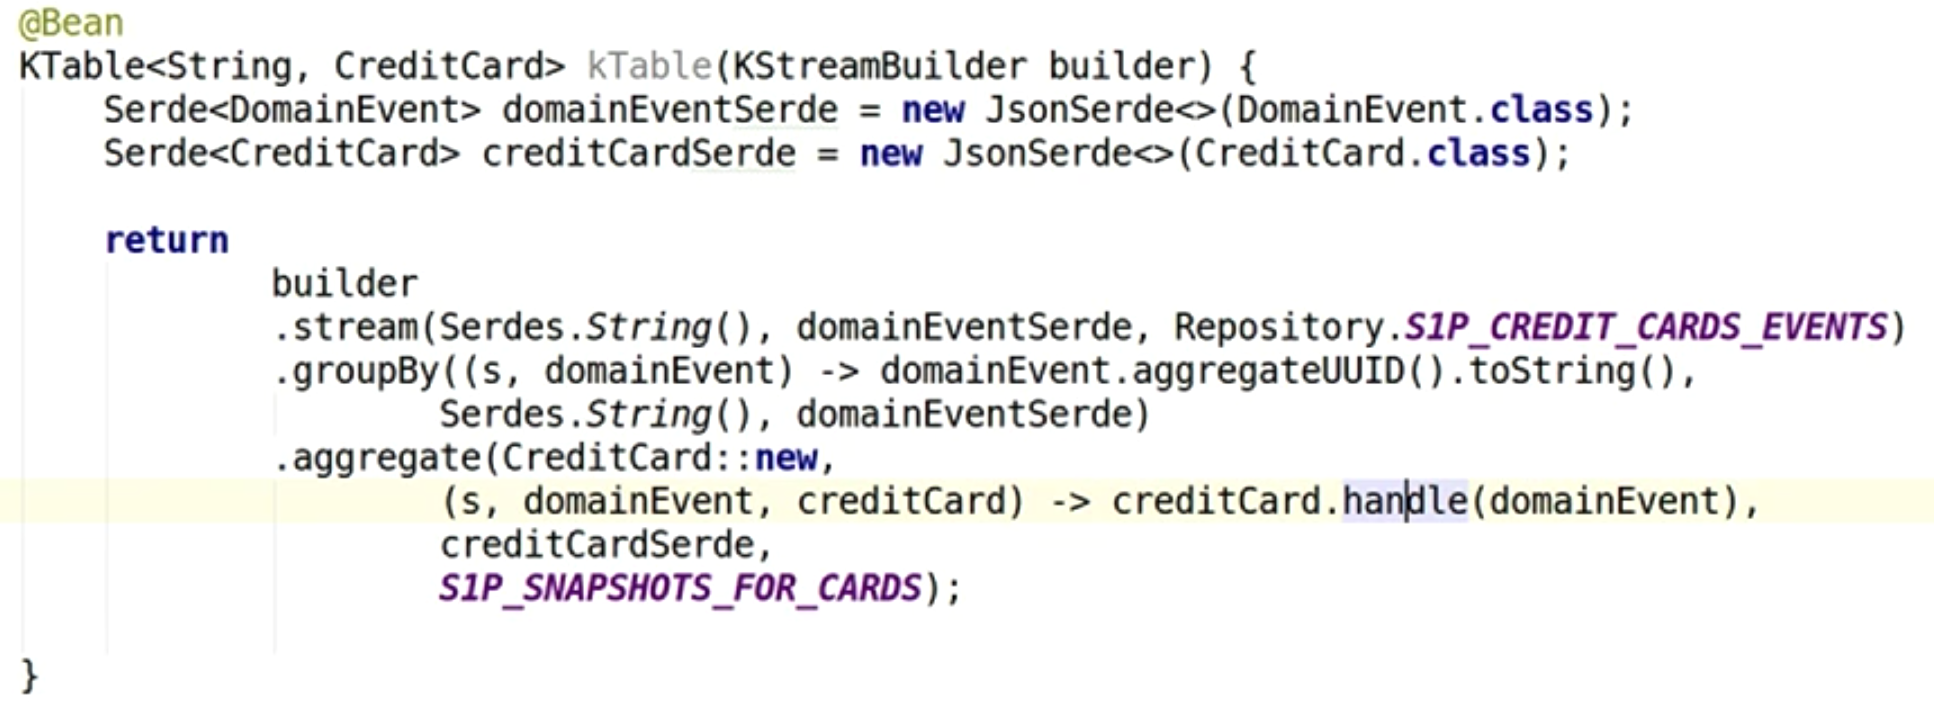 @Bean
KTable<String, CreditCard> kTable(KStreamBuilder builder) {
Serde<DomainEvent> domainEventSerde = new JsonSerde<>(DomainEvent.class);
Serde<CreditCard> creditCardSerde = new JsonSerde<>(CreditCard.class);
return
builder
.stream(Serdes.String(), domainEventSerde, Repository.S1P_CREDIT_CARDS_EVENTS)
.groupBy((s, domainEvent) -> domainEvent.aggregateUUID().toString(),
Serdes.String(), domainEventSerde)
.aggregate(CreditCard::new,
(s, domainEvent, creditCard) -> creditCard.handle(domainEvent),
creditCardSerde,
S1P_SNAPSHOTS_FOR_CARDS);
}